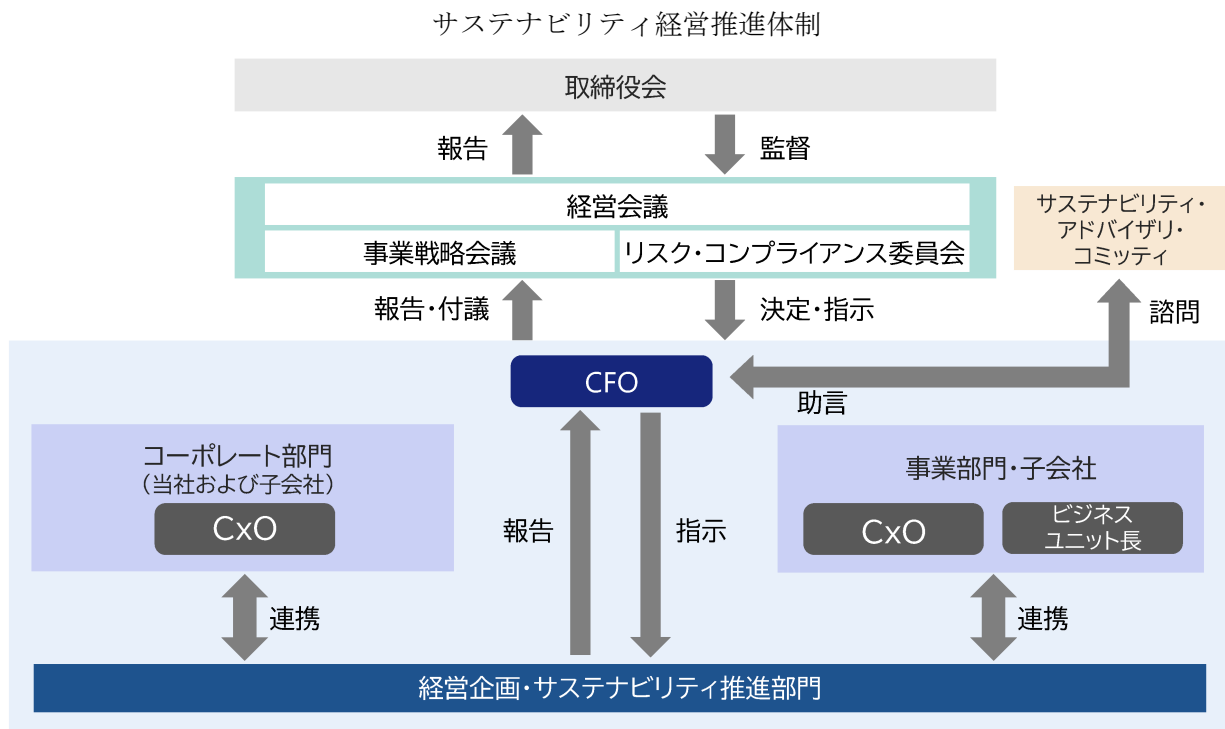 サステナビリティ経営推進体制
取締役会
報告
監督
経営会議
事業戦略会議
リスク・コンプライアンス委員会
サステナビリティ・
アドバイザリ・
コミッティ
報告・付議
決定・指示
諮問
CFO
助言
コーポレート部門
（当社および子会社）
CxO
事業部門・子会社
CxO
ビジネス
ユニット長
報告
指示
連携
連携
経営企画・サステナビリティ推進部門